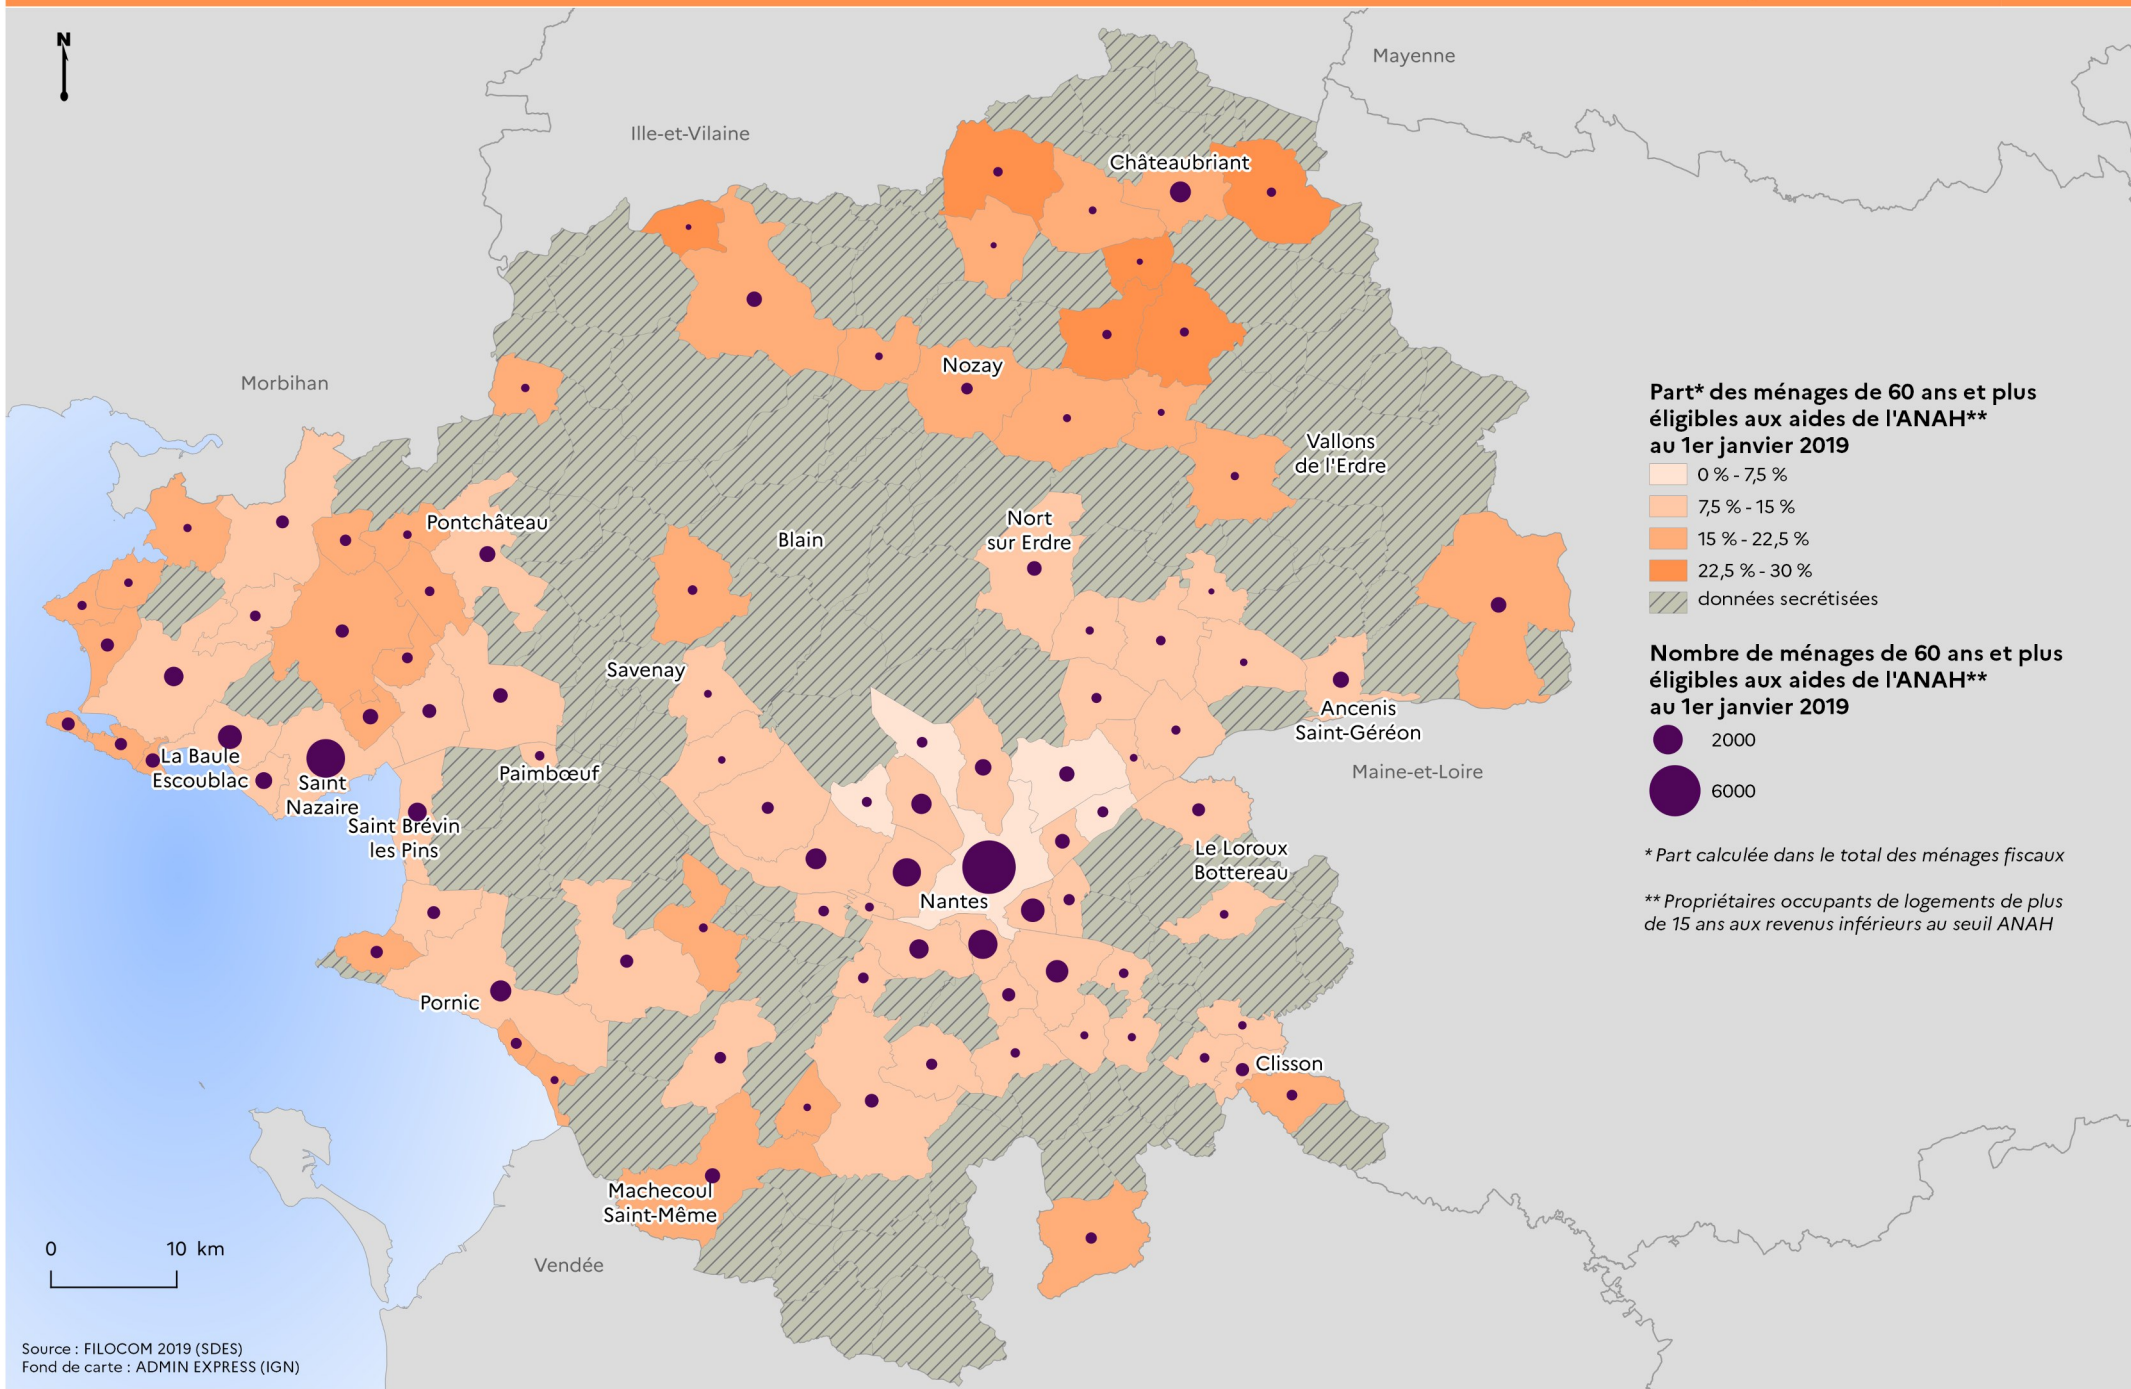 N
Mayenne
Ille-et-Vilaine
Châteaubriant
Nozay
Morbihan
Part* des ménages de 60 ans et plus
éligibles aux aides de l'ANAH**
au 1er janvier 2019
0 % - 7,5 %
7,5 % - 15 %
15 % - 22,5 %
22,5 % - 30 %
données secrétisées
Vallons
de l'Erdre
Pontchâteau
Nort
sur Erdre
Blain
Savenay
Nombre de ménages de 60 ans et plus
éligibles aux aides de l'ANAH**
au 1er janvier 2019
2000
6000
Ancenis
Saint-Géréon
La Baule
Escoublac
Saint
Nazaire
Paimbœuf
Maine-et-Loire
Saint Brévin
les Pins
Le Loroux
Bottereau
* Part calculée dans le total des ménages fiscaux
** Propriétaires occupants de logements de plus
de 15 ans aux revenus inférieurs au seuil ANAH
Nantes
Pornic
Clisson
Machecoul
Saint-Même
Vendée
0 10 km
Source : FILOCOM 2019 (SDES)
Fond de carte : ADMIN EXPRESS (IGN)